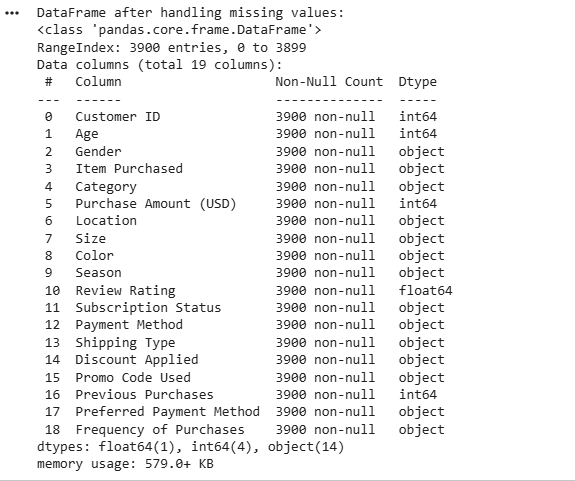 ••• DataFrame after handling missing values:
<class 'pandas.core.frame.DataFrame'>
RangeIndex: 3900 entries, 0 to 3899
Data columns (total 19 columns):
 #   Column                    Non-Null Count  Dtype
---  ------                    --------------  -----
 0   Customer ID               3900 non-null   int64
 1   Age                       3900 non-null   int64
 2   Gender                    3900 non-null   object
 3   Item Purchased            3900 non-null   object
 4   Category                  3900 non-null   object
 5   Purchase Amount (USD)     3900 non-null   int64
 6   Location                  3900 non-null   object
 7   Size                      3900 non-null   object
 8   Color                     3900 non-null   object
 9   Season                    3900 non-null   object
 10  Review Rating             3900 non-null   float64
 11  Subscription Status       3900 non-null   object
 12  Payment Method            3900 non-null   object
 13  Shipping Type             3900 non-null   object
 14  Discount Applied          3900 non-null   object
 15  Promo Code Used           3900 non-null   object
 16  Previous Purchases        3900 non-null   int64
 17  Preferred Payment Method  3900 non-null   object
 18  Frequency of Purchases    3900 non-null   object
dtypes: float64(1), int64(4), object(14)
memory usage: 579.0+ KB